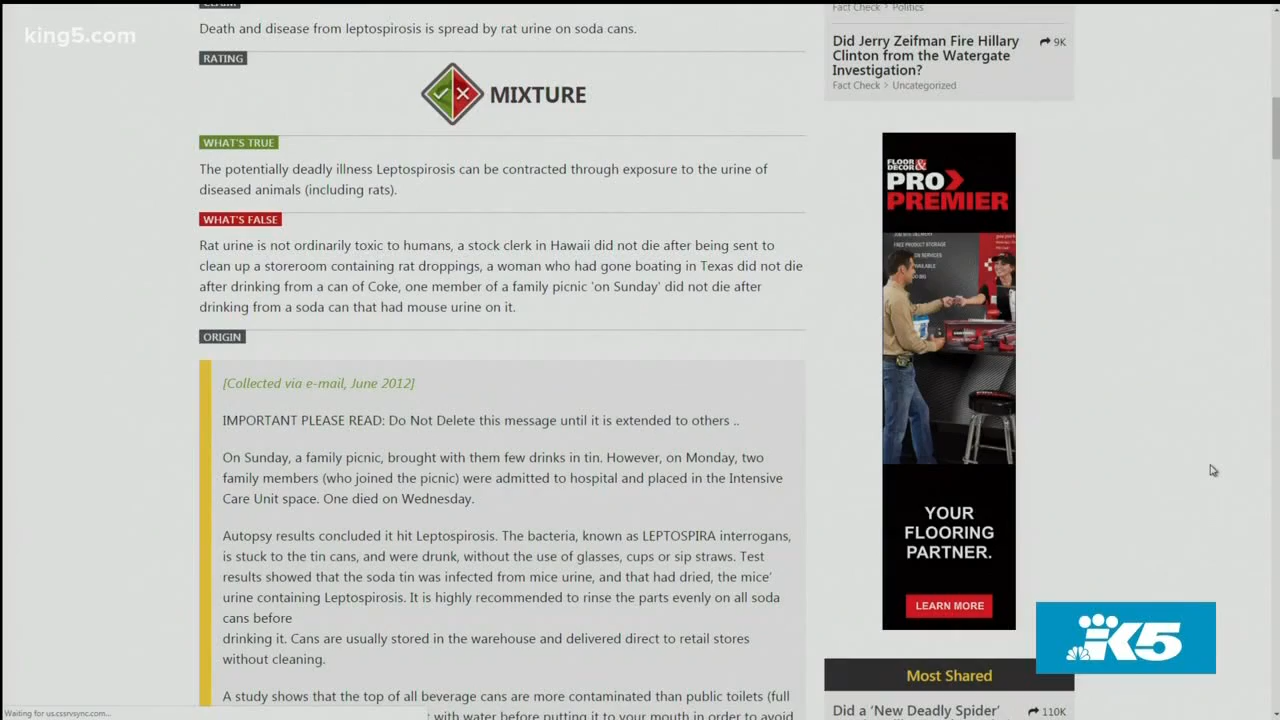 CLAIM
Death and disease from leptospirosis is spread by rat urine on soda cans.
king5.com
RATING
MIXTURE
WHAT'S TRUE
The potentially deadly illness Leptospirosis can be contracted through exposure to the urine of
diseased animals (including rats).
WHAT'S FALSE
Rat urine is not ordinarily toxic to humans, a stock clerk in Hawaii did not die after being sent to
clean up a storeroom containing rat droppings, a woman who had gone boating in Texas did not die
after drinking from a can of Coke, one member of a family picnic 'on Sunday' did not die after
drinking from a soda can that had mouse urine on it.
ORIGIN
[Collected via e-mail, June 2012]
IMPORTANT PLEASE READ: Do Not Delete this message until it is extended to others ..
On Sunday, a family picnic, brought with them few drinks in tin. However, on Monday, two
family members (who joined the picnic) were admitted to hospital and placed in the Intensive
Care Unit space. One died on Wednesday.
Autopsy results concluded it hit Leptospirosis. The bacteria, known as LEPTOSPIRA interrogans,
is stuck to the tin cans, and were drunk, without the use of glasses, cups or sip straws. Test
results showed that the soda tin was infected from mice urine, and that had dried, the mice'
urine containing Leptospirosis. It is highly recommended to rinse the parts evenly on all soda
cans before
drinking it. Cans are usually stored in the warehouse and delivered direct to retail stores
without cleaning.
A study shows that the top of all beverage cans are more contaminated than public toilets (full
with water before putting it to your mouth in order to avoid
Waiting for us.cssrvsync.com...
Fact Check > Politics
Did Jerry Zeifman Fire Hillary
Clinton from the Watergate
Investigation?
9K
Fact Check > Uncategorized
FLOOR &
DECOR
PRO
PREMIER
FREE PRODUCT STORAGE
YOUR
FLOORING
PARTNER.
LEARN MORE
K5
Most Shared
Did a 'New Deadly Spider'
110K